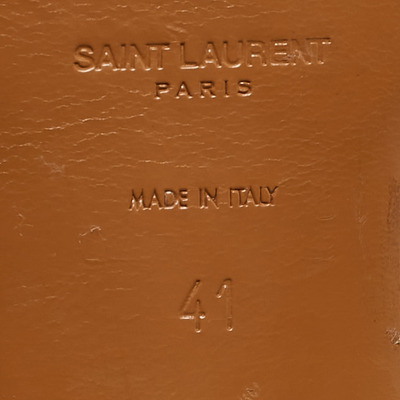 SAINT LAURENT
PARIS
MADE IN ITALY
41